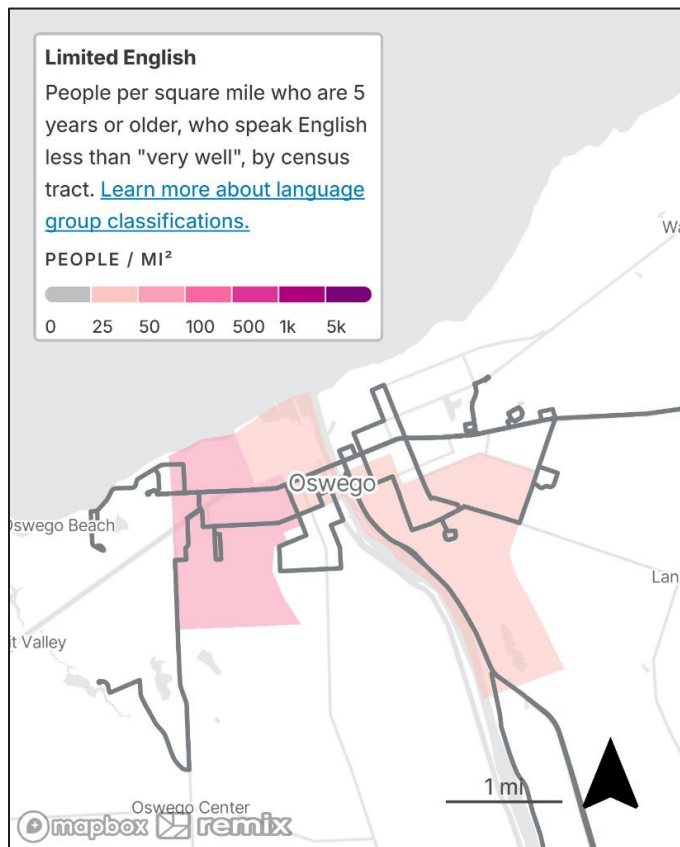 Limited English
People per square mile who are 5
years or older, who speak English
less than "very well", by census
tract. Learn more about language
group classifications.
PEOPLE / MI²
0 25 50 100 500 1k 5k
Wa
Oswego
Oswego Beach
Lan
t Valley
1 mi
Oswego Center
mapbox remix